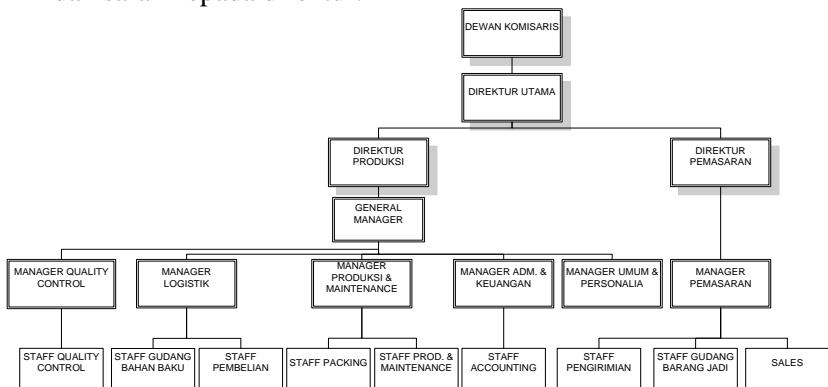 DEWAN KOMISARIS
DIREKTUR UTAMA
DIREKTUR
PRODUKSI
DIREKTUR
PEMASARAN
GENERAL
MANAGER
MANAGER QUALITY
CONTROL
MANAGER
LOGISTIK
MANAGER
PRODUKSI &
MAINTENANCE
MANAGER ADM. &
KEUANGAN
MANAGER UMUM &
PERSONALIA
MANAGER
PEMASARAN
STAFF QUALITY
CONTROL
STAFF GUDANG
BAHAN BAKU
STAFF
PEMBELIAN
STAFF PACKING
STAFF PROD. &
MAINTENANCE
STAFF
ACCOUNTING
STAFF
PENGIRIMIAN
STAFF GUDANG
BARANG JADI
SALES